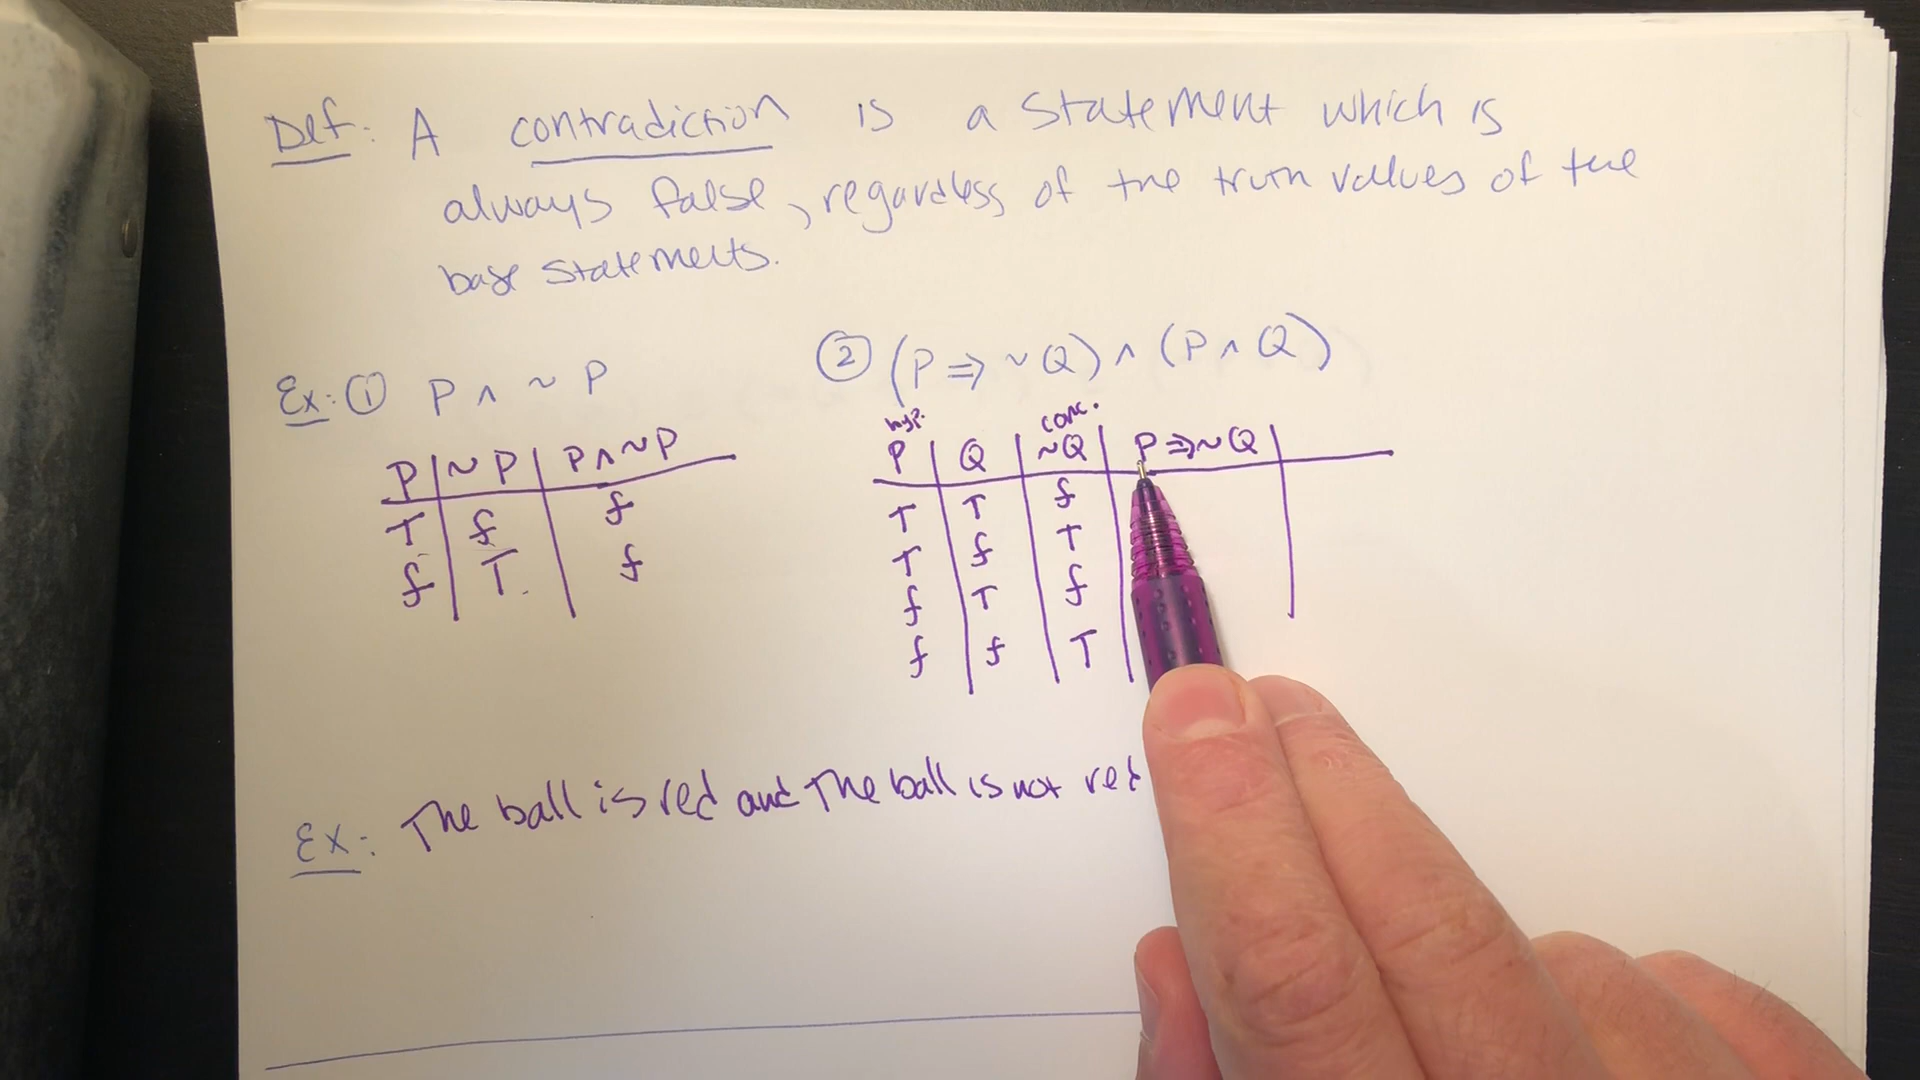 Def: A contradiction is a statement which is
always false, regardless of the truth values of the
base statements.
Ex: ① P ∧ ~ P
P | ~ P | P ∧ ~ P
T | f | f
f | T | f
② (P ⇒ ~ Q) ∧ (P ∧ Q)
hyp. conc.
P | Q | ~Q | P ⇒ ~ Q |
T | T | f
T | f | T
f | T | f
f | f | T
Ex: The ball is red and The ball is not red